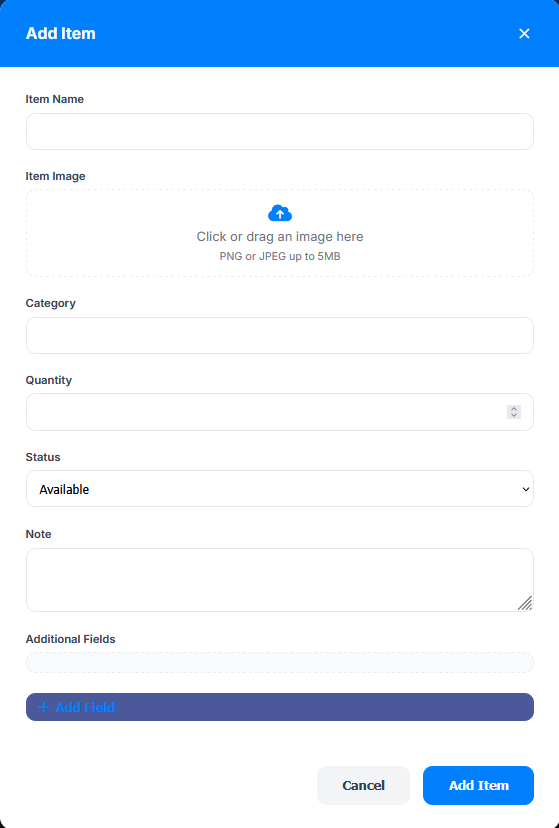 Add Item
Item Name
Item Image
Click or drag an image here
PNG or JPEG up to 5MB
Category
Quantity
Status
Available
Note
Additional Fields
+ Add Field
Cancel
Add Item